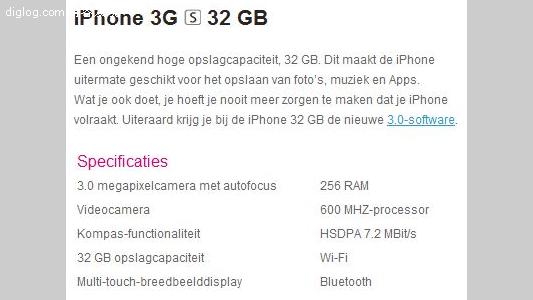 diglog.com
iPhone 3G S 32 GB
Een ongekend hoge opslagcapaciteit, 32 GB. Dit maakt de iPhone
uitermate geschikt voor het opslaan van foto's, muziek en Apps.
Wat je ook doet, je hoeft je nooit meer zorgen te maken dat je iPhone
volraakt. Uiteraard krijg je bij de iPhone 32 GB de nieuwe 3.0-software.
Specificaties
3.0 megapixelcamera met autofocus 256 RAM
Videocamera 600 MHZ-processor
Kompas-functionaliteit HSDPA 7.2 MBit/s
32 GB opslagcapaciteit Wi-Fi
Multi-touch-breedbeelddisplay Bluetooth